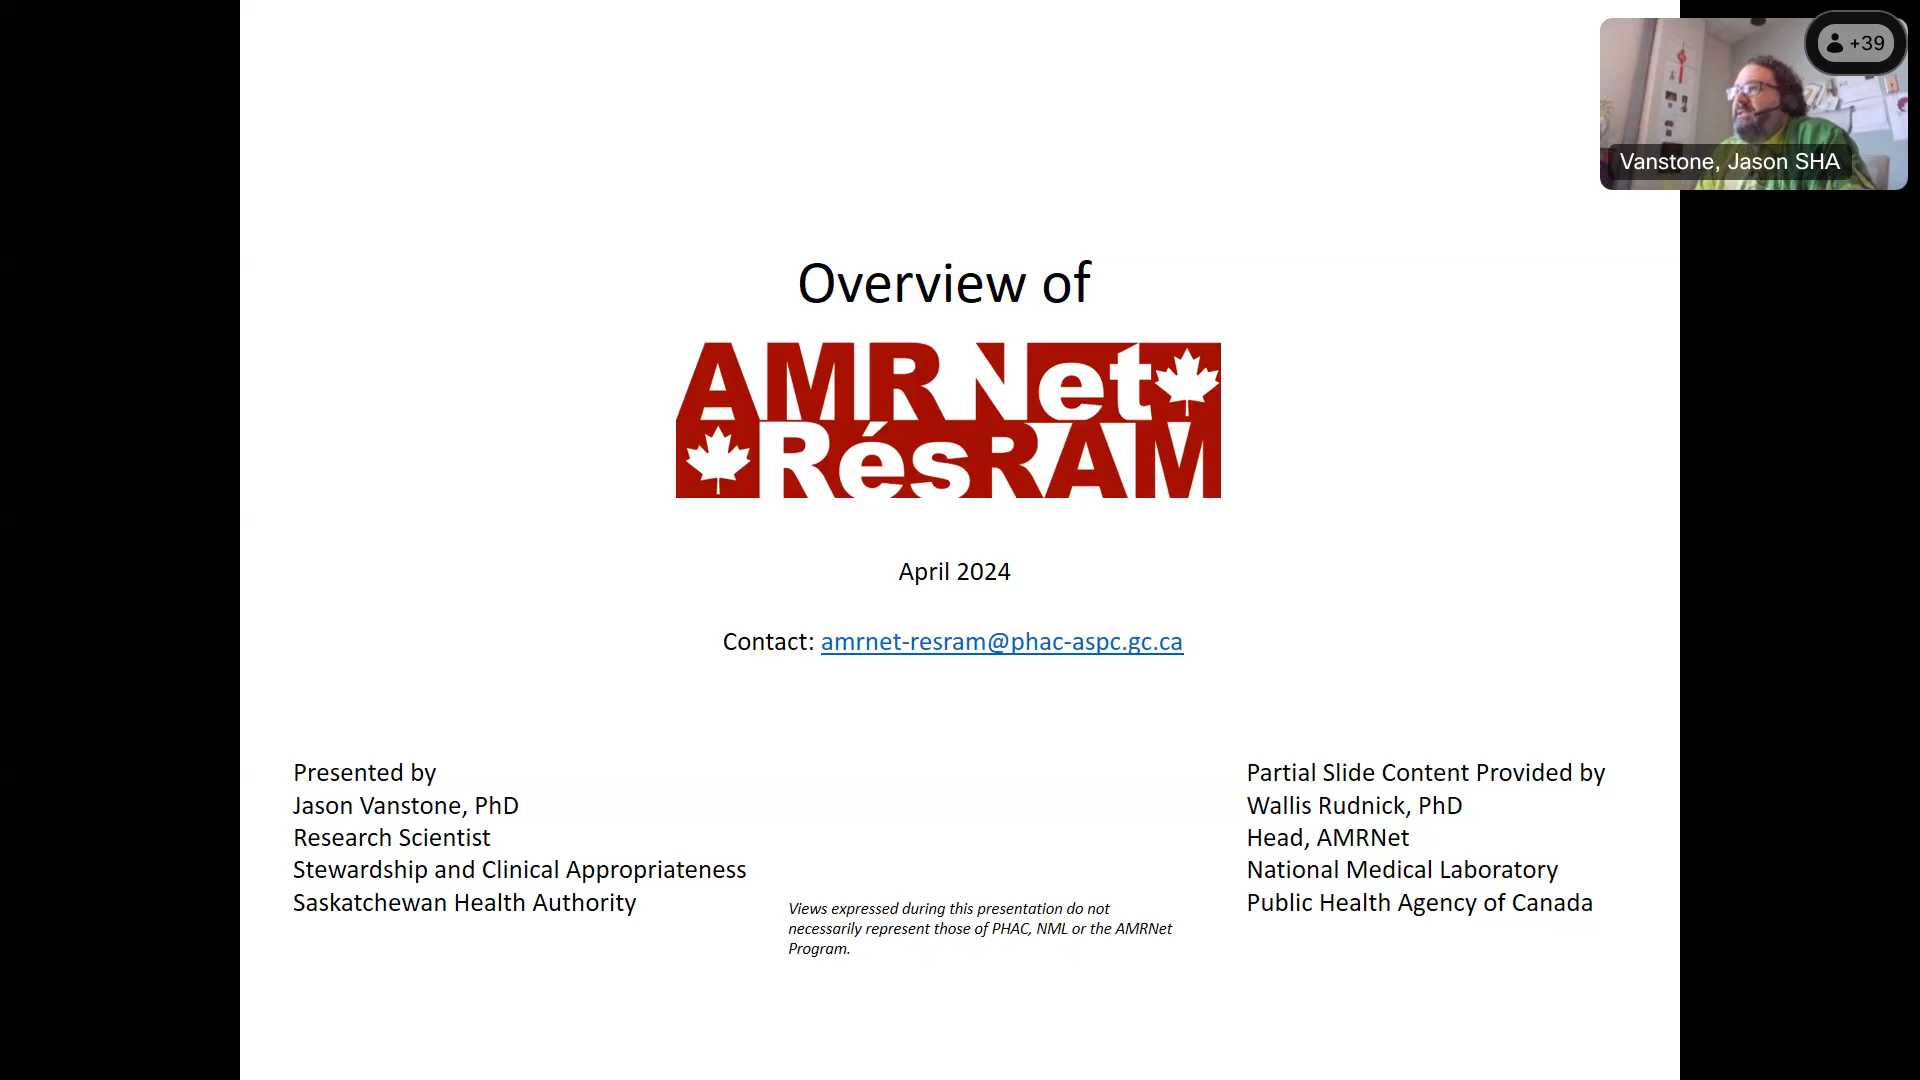 +39
Vanstone, Jason SHA
Overview of
AMRNet
RésRAM
April 2024
Contact: amrnet-resram@phac-aspc.gc.ca
Presented by
Jason Vanstone, PhD
Research Scientist
Stewardship and Clinical Appropriateness
Saskatchewan Health Authority
Views expressed during this presentation do not
necessarily represent those of PHAC, NML or the AMRNet
Program.
Partial Slide Content Provided by
Wallis Rudnick, PhD
Head, AMRNet
National Medical Laboratory
Public Health Agency of Canada